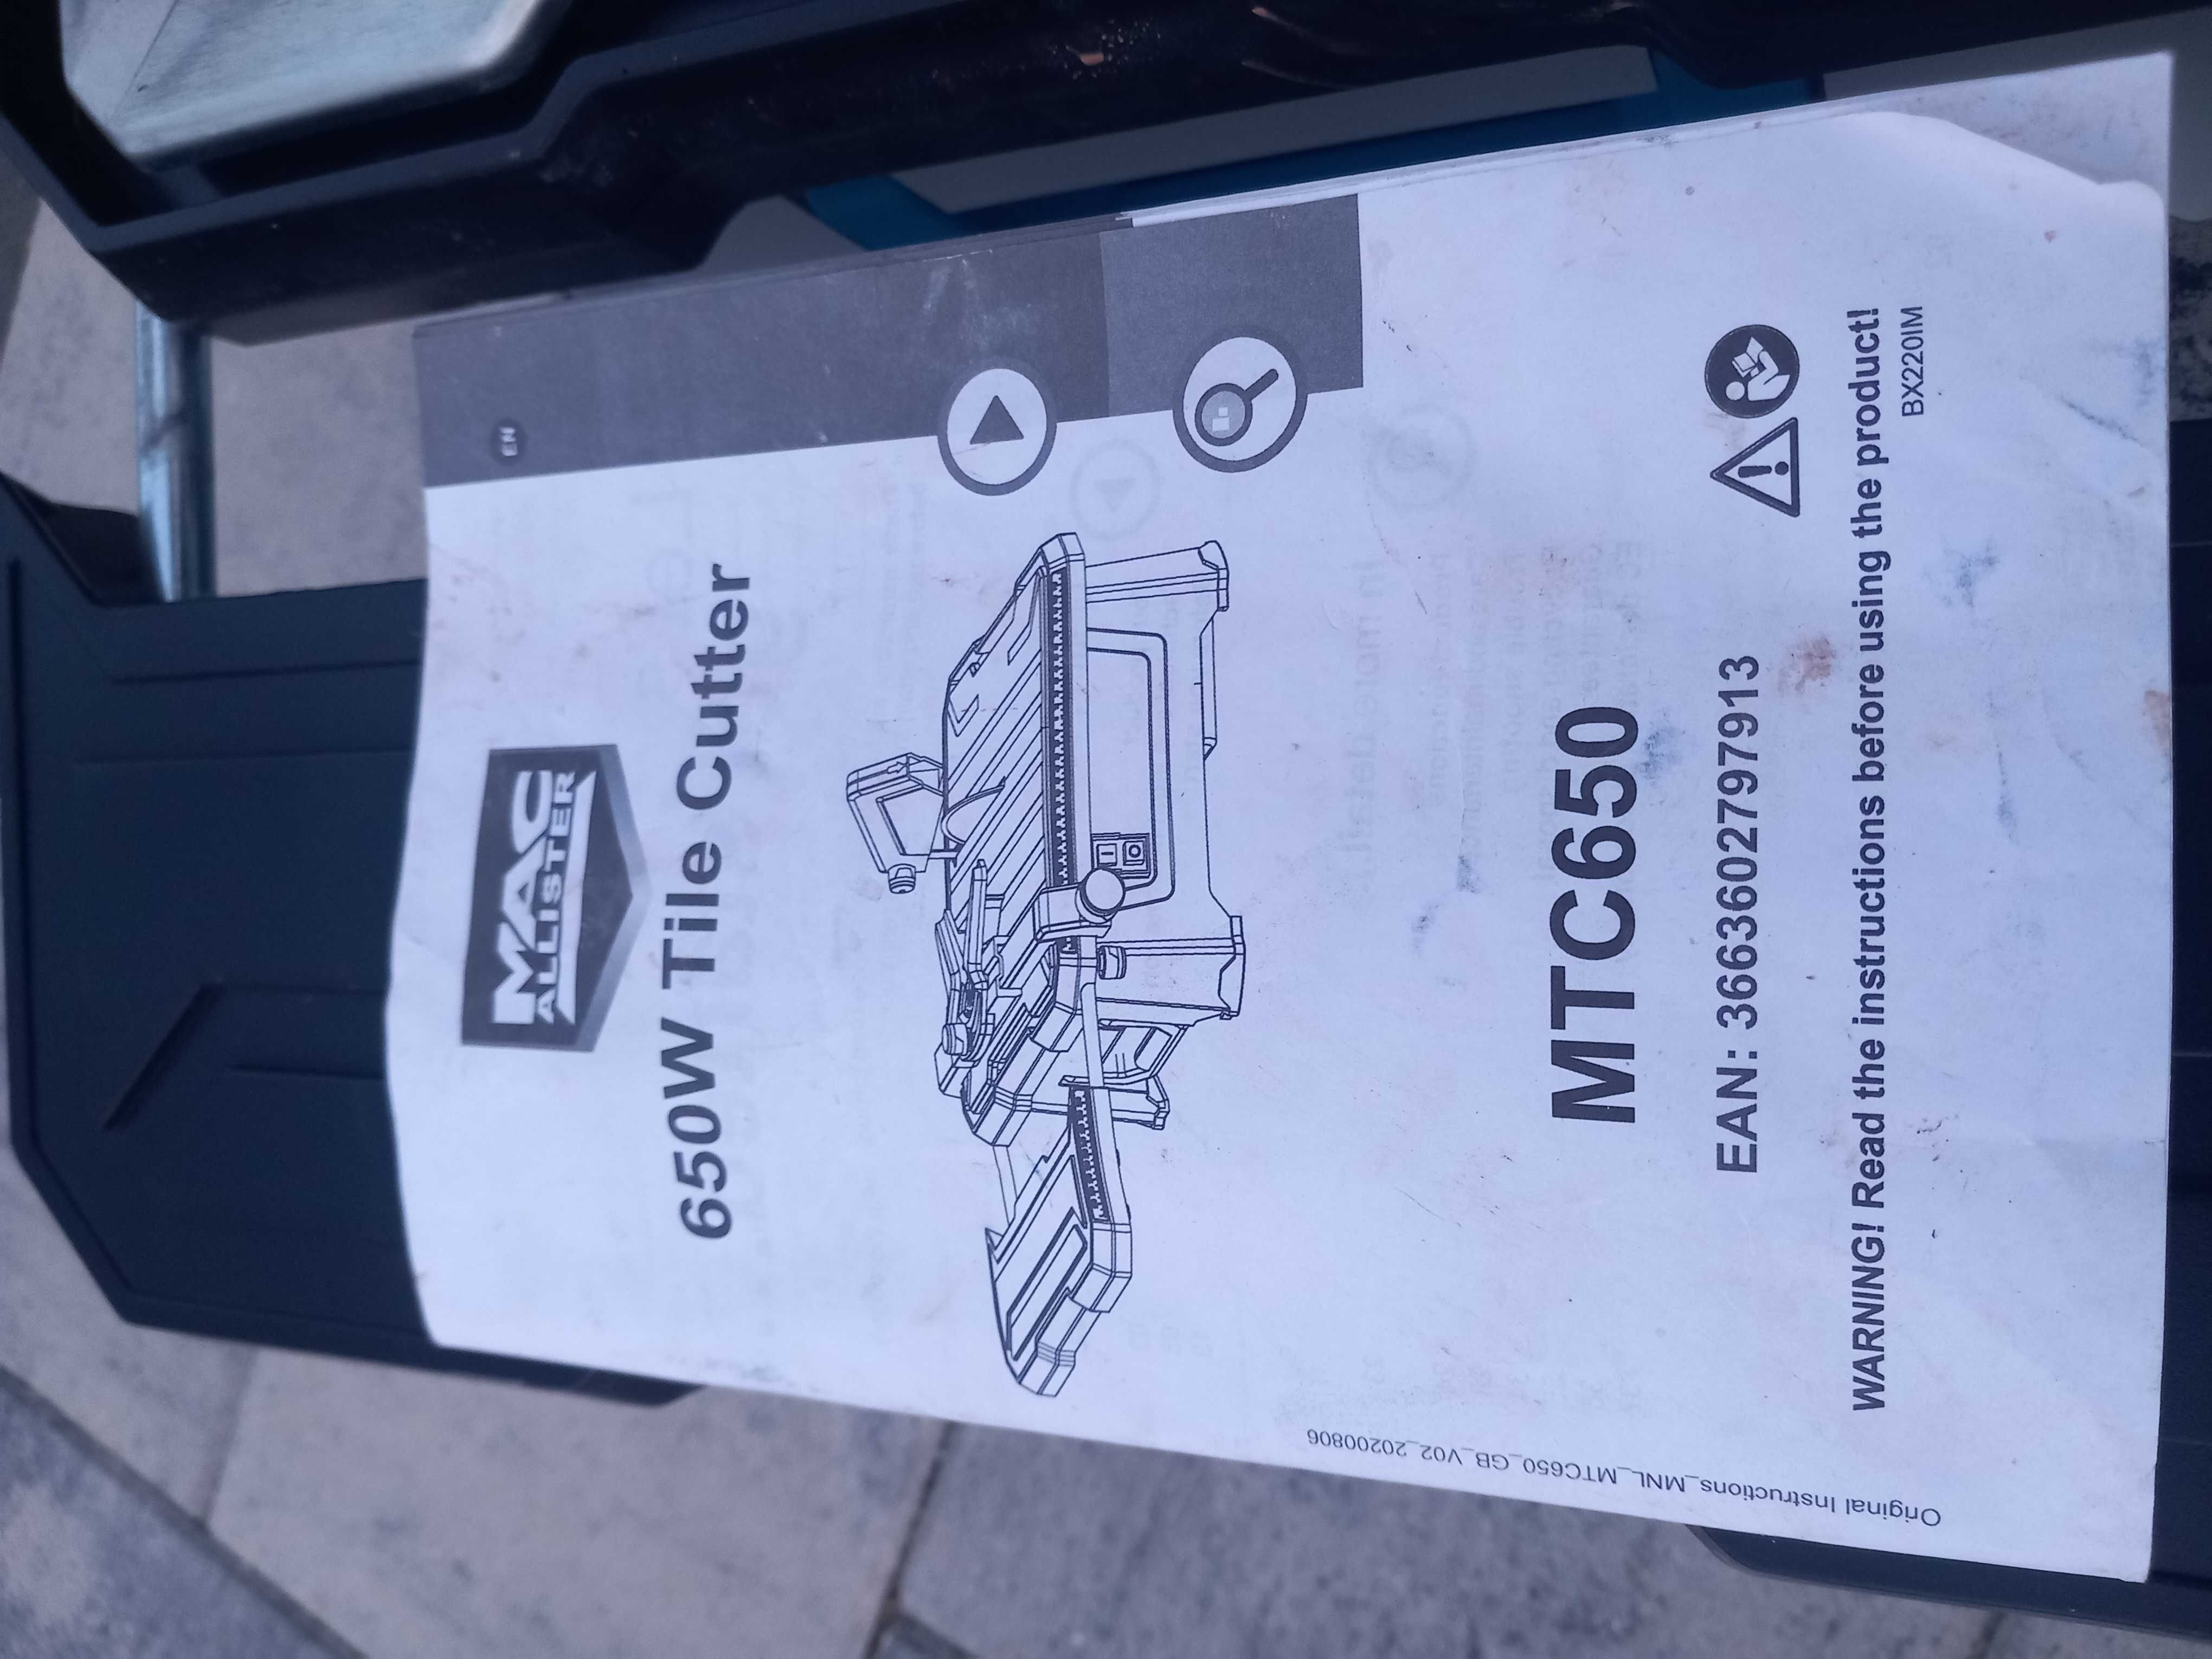 EN
MAC
ALLISTER
650W Tile Cutter
MTC650
EAN: 3663602797913
WARNING! Read the instructions before using the product!
BX220IM
Original Instructions_MNL_MTC650_GB_V02_20200806